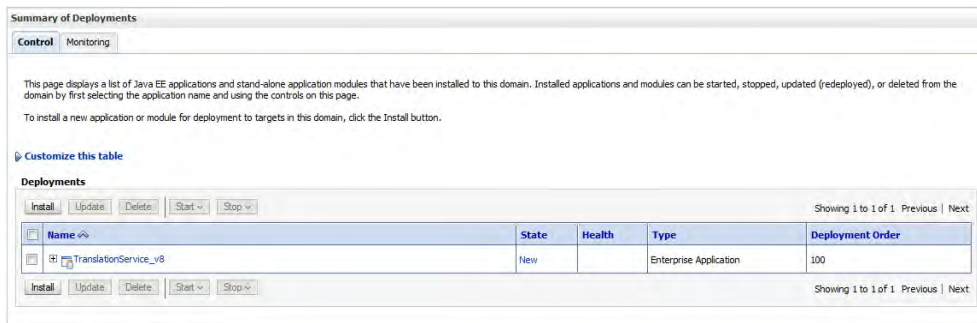 Summary of Deployments
Control Monitoring
This page displays a list of Java EE applications and stand-alone application modules that have been installed to this domain. Installed applications and modules can be started, stopped, updated (redeployed), or deleted from the
domain by first selecting the application name and using the controls on this page.
To install a new application or module for deployment to targets in this domain, click the Install button.
Customize this table
Deployments
Install Update Delete Start Stop Showing 1 to 1 of 1 Previous | Next
Name State Health Type Deployment Order
TranslationService_v8 New Enterprise Application 100
Install Update Delete Start Stop Showing 1 to 1 of 1 Previous | Next